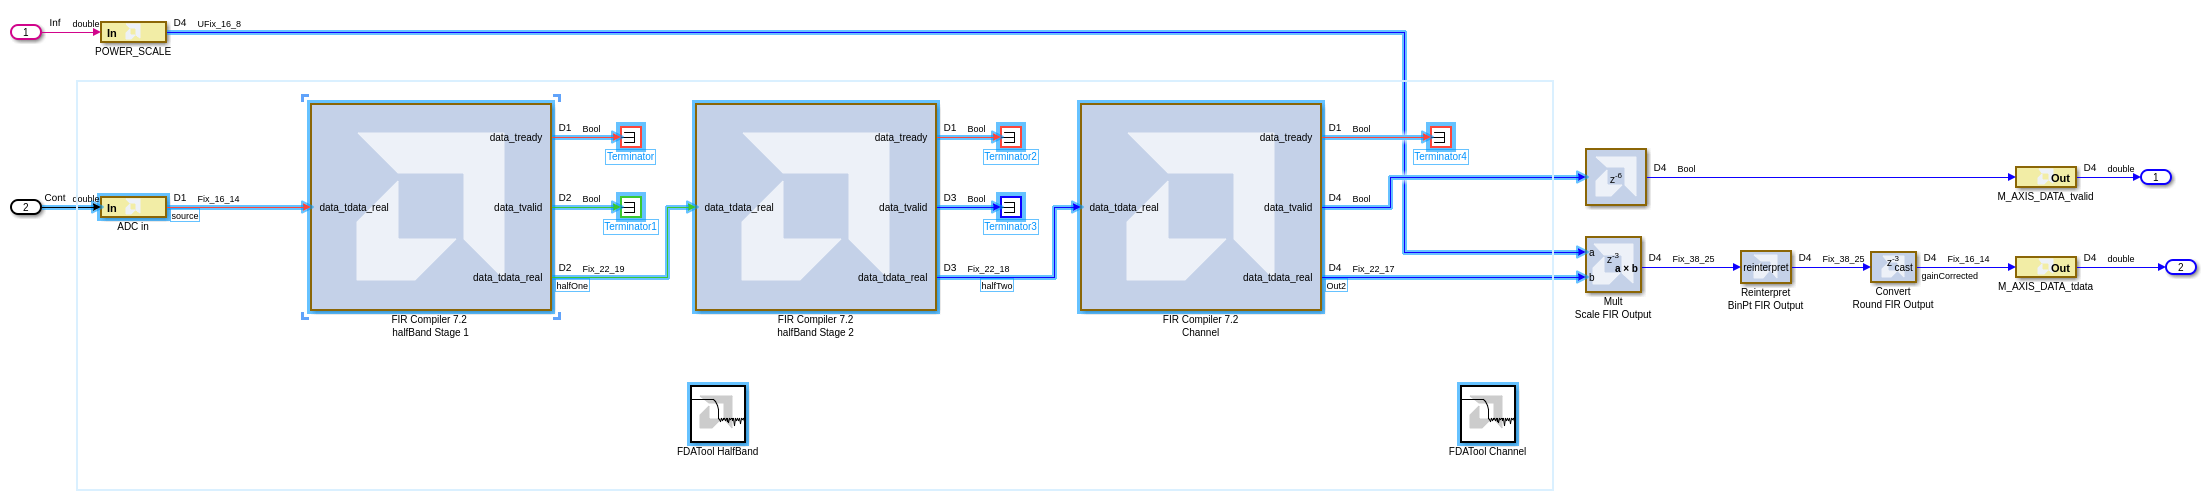 1
Inf
double
In
POWER_SCALE
D4
UFix_16_8
2
Cont
double
In
ADC in
D1
Fix_16_14
source
data_tdata_real
data_tready
data_tvalid
data_tdata_real
FIR Compiler 7.2
halfBand Stage 1
D1
Bool
Terminator
D2
Bool
Terminator1
D2
Fix_22_19
halfOne
data_tdata_real
data_tready
data_tvalid
data_tdata_real
FIR Compiler 7.2
halfBand Stage 2
D1
Bool
Terminator2
D3
Bool
Terminator3
D3
Fix_22_18
halfTwo
data_tdata_real
data_tready
data_tvalid
data_tdata_real
FIR Compiler 7.2
Channel
D1
Bool
Terminator4
D4
Bool
D4
Fix_22_17
Out2
z-6
D4
Bool
Out
M_AXIS_DATA_tvalid
D4
double
1
a
b
z-3
a × b
Mult
Scale FIR Output
D4
Fix_38_25
reinterpret
Reinterpret
BinPt FIR Output
D4
Fix_38_25
z-3
cast
Convert
Round FIR Output
D4
Fix_16_14
gainCorrected
Out
M_AXIS_DATA_tdata
D4
double
2
FDATool HalfBand
FDATool Channel